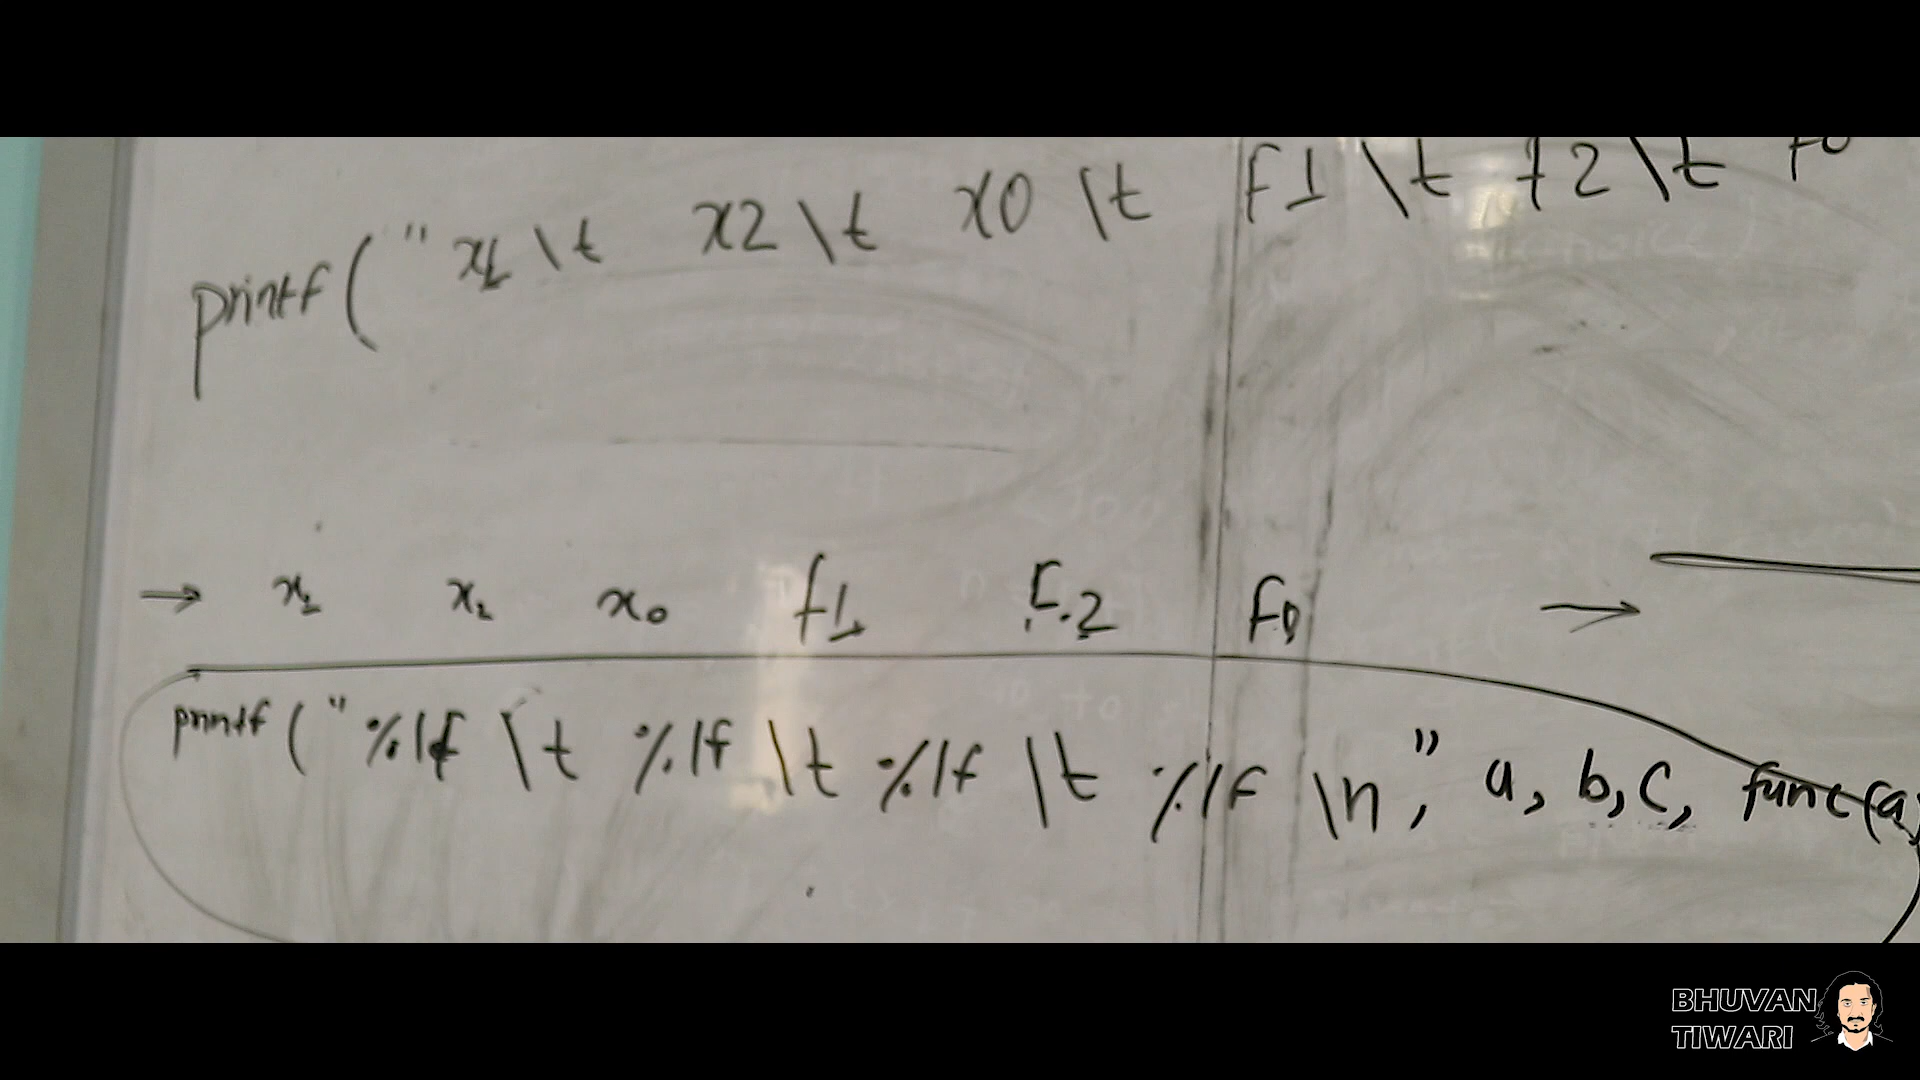 printf("x1 \t x2 \t x0 \t F1 \t f2 \t f0
→ x1 x2 x0 f1 F.2 F0 →
printf("%lf \t %lf \t %lf \t %lf \n", a, b, c, func(a,
BHUVAN
TIWARI